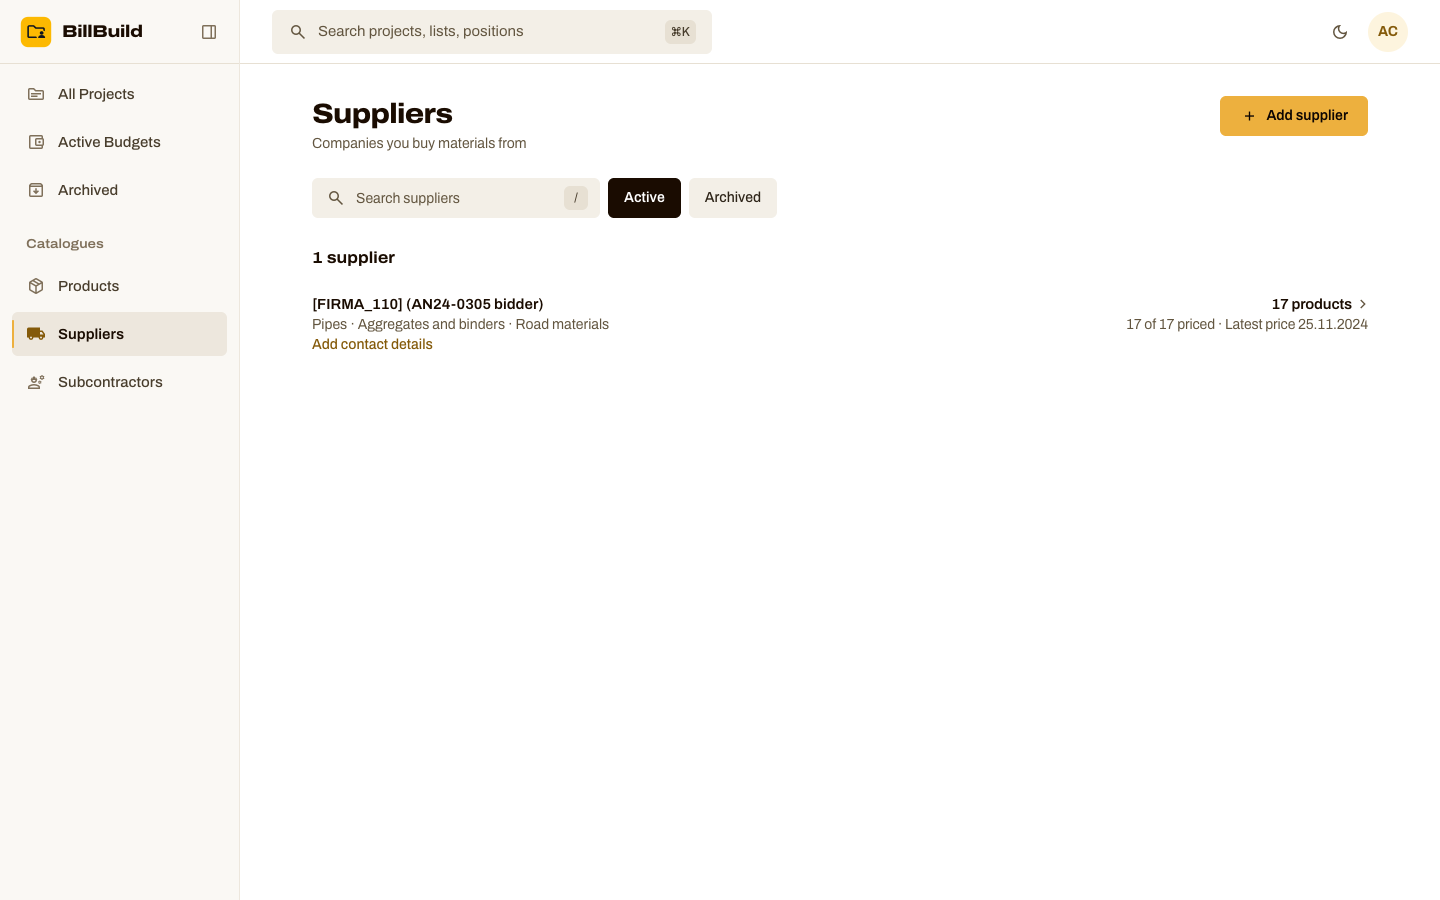 BillBuild
Search projects, lists, positions
⌘K
AC
All Projects
Active Budgets
Archived
Catalogues
Products
Suppliers
Subcontractors
Suppliers
Companies you buy materials from
+ Add supplier
Search suppliers
/
Active
Archived
1 supplier
[FIRMA_110] (AN24-0305 bidder)
17 products
Pipes · Aggregates and binders · Road materials
17 of 17 priced · Latest price 25.11.2024
Add contact details